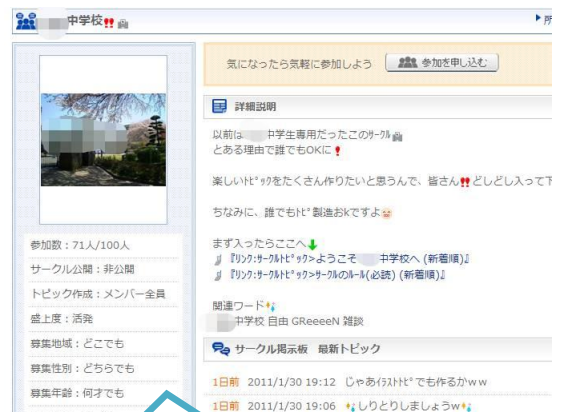 中学校!! 
所
気になったら気軽に参加しよう
参加を申し込む
詳細説明
以前は 中学生専用だったこのｻｰｸﾙ
とある理由で誰でもOKに！
楽しいﾄﾋﾟｯｸをたくさん作りたいと思うんで、皆さん!!どしどし入って下
ちなみに、誰でもﾄﾋﾟ製造おkですよ
まず入ったらここへ⬇
『ﾘﾝｸ:ｻｰｸﾙﾄﾋﾟｯｸ>ようこそ 中学校へ (新着順)』
『ﾘﾝｸ:ｻｰｸﾙﾄﾋﾟｯｸ>ｻｰｸﾙのﾙｰﾙ(必読) (新着順)』
関連ワード
中学校 自由 GReeeeN 雑談
サークル掲示板 最新トピック
1日前 2011/1/30 19:12 じゃあｲﾗｽﾄﾄﾋﾟでも作るかｗｗ
1日前 2011/1/30 19:06 しりとりしましょうw
参加数：71人/100人
サークル公開：非公開
トピック作成：メンバー全員
盛上度：活発
募集地域：どこでも
募集性別：どちらでも
募集年齢：何才でも